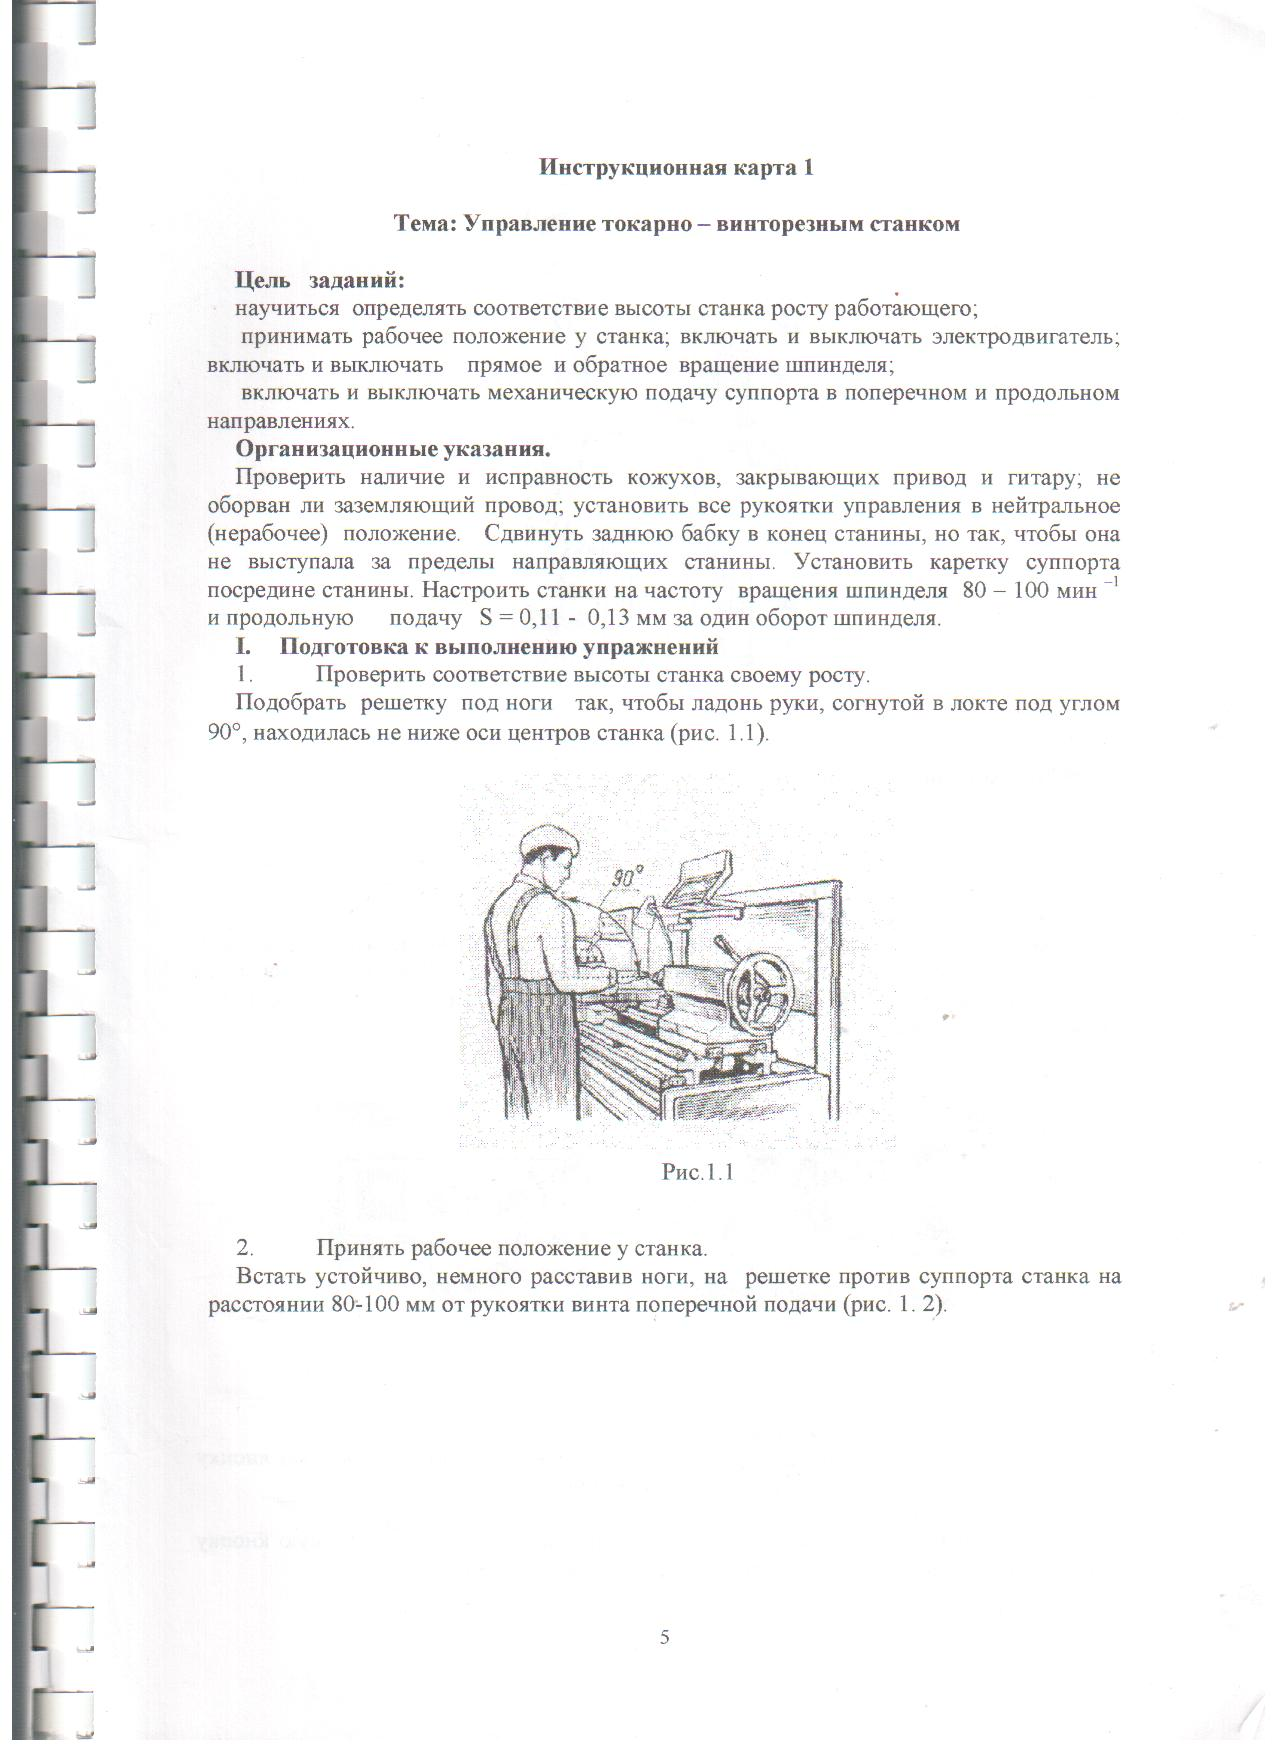 Инструкционная карта 1
Тема: Управление токарно – винторезным станком
Цель заданий:
научиться определять соответствие высоты станка росту работающего;
принимать рабочее положение у станка; включать и выключать электродвигатель;
включать и выключать прямое и обратное вращение шпинделя;
включать и выключать механическую подачу суппорта в поперечном и продольном
направлениях.
Организационные указания.
Проверить наличие и исправность кожухов, закрывающих привод и гитару; не
оборван ли заземляющий провод; установить все рукоятки управления в нейтральное
(нерабочее) положение. Сдвинуть заднюю бабку в конец станины, но так, чтобы она
не выступала за пределы направляющих станины. Установить каретку суппорта
посредине станины. Настроить станки на частоту вращения шпинделя 80 – 100 мин ⁻¹
и продольную подачу S = 0,11 - 0,13 мм за один оборот шпинделя.
I. Подготовка к выполнению упражнений
1. Проверить соответствие высоты станка своему росту.
Подобрать решетку под ноги так, чтобы ладонь руки, согнутой в локте под углом
90°, находилась не ниже оси центров станка (рис. 1.1).
90°
Рис.1.1
2. Принять рабочее положение у станка.
Встать устойчиво, немного расставив ноги, на решетке против суппорта станка на
расстоянии 80-100 мм от рукоятки винта поперечной подачи (рис. 1. 2).
5